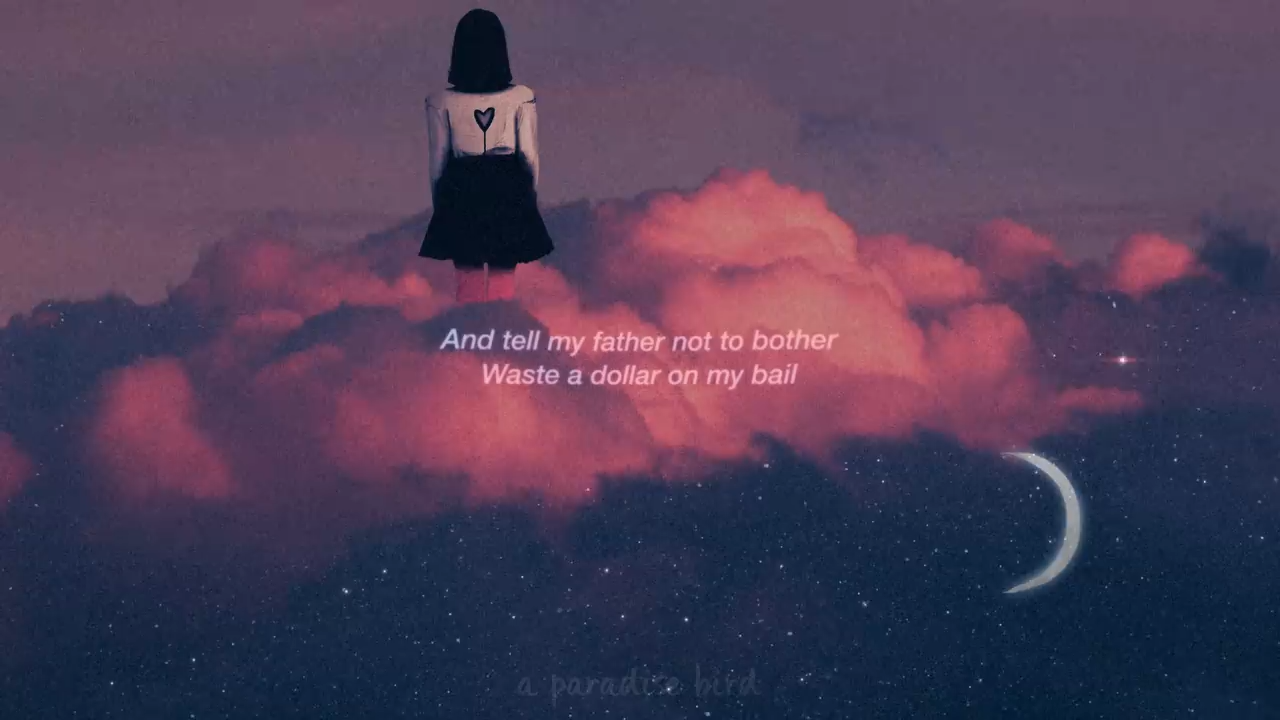 And tell my father not to bother
Waste a dollar on my bail
a paradise bird